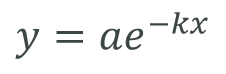 y = ae^{-kx}